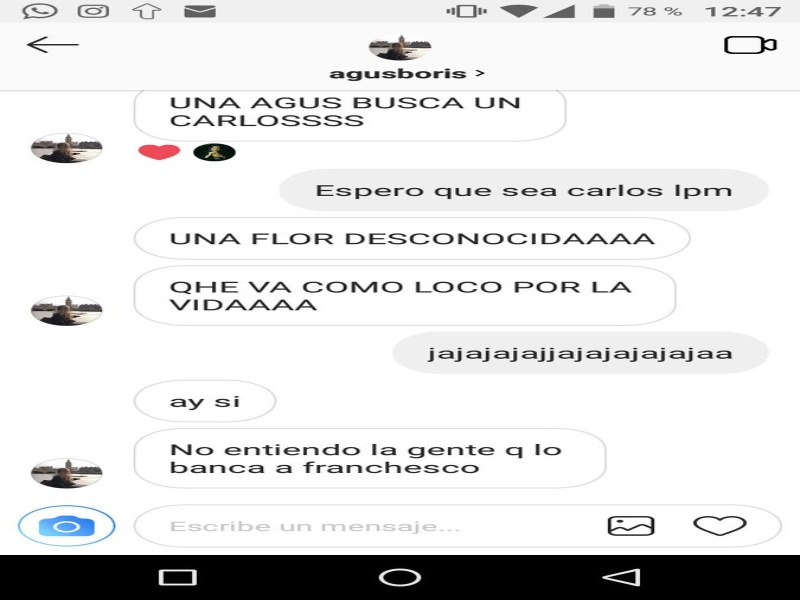 78 % 12:47
agusboris >
UNA AGUS BUSCA UN
CARLOSSSS
Espero que sea carlos lpm
UNA FLOR DESCONOCIDAAAA
QHE VA COMO LOCO POR LA
VIDAAAA
jajajajajjajajajajajaa
ay si
No entiendo la gente q lo
banca a franchesco
Escribe un mensaje...